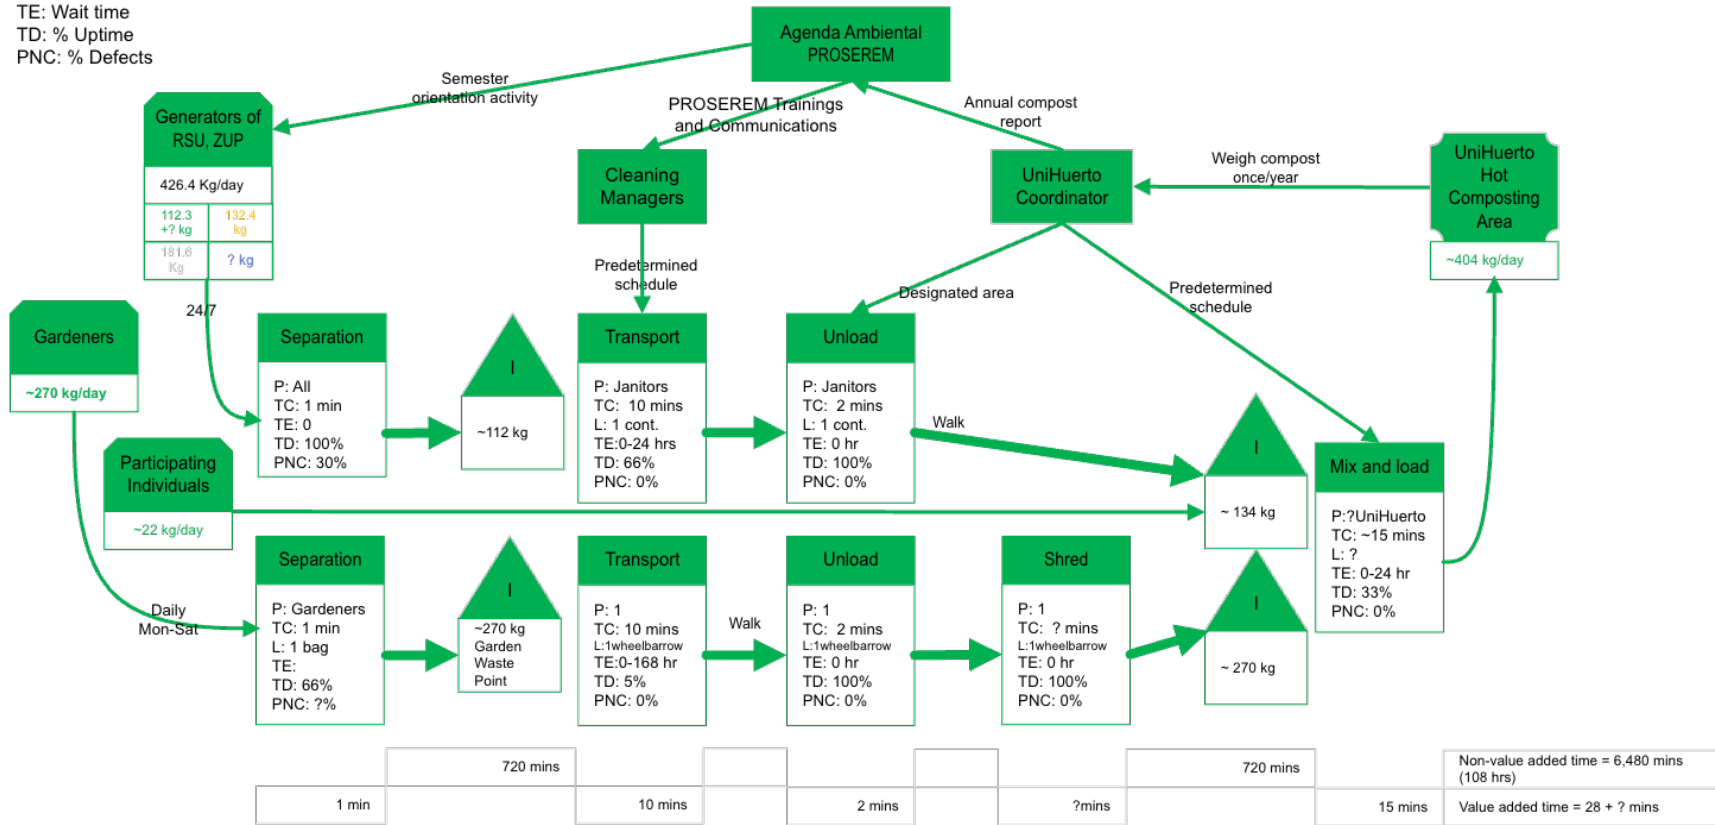 TE: Wait time
TD: % Uptime
PNC: % Defects
Agenda Ambiental
PROSEREM
Semester
orientation activity
PROSEREM Trainings
and Communications
Annual compost
report
Generators of
RSU, ZUP
426.4 Kg/day
112.3
+? kg
132.4
kg
181.6
Kg
? kg
24/7
Cleaning
Managers
UniHuerto
Coordinator
Weigh compost
once/year
UniHuerto
Hot
Composting
Area
~404 kg/day
Predetermined
schedule
Designated area
Predetermined
schedule
Gardeners
~270 kg/day
Participating
Individuals
~22 kg/day
Daily
Mon-Sat
Separation
P: All
TC: 1 min
TE: 0
TD: 100%
PNC: 30%
I
~112 kg
Transport
P: Janitors
TC: 10 mins
L: 1 cont.
TE:0-24 hrs
TD: 66%
PNC: 0%
Unload
P: Janitors
TC: 2 mins
L: 1 cont.
TE: 0 hr
TD: 100%
PNC: 0%
Walk
I
~ 134 kg
Mix and load
P:?UniHuerto
TC: ~15 mins
L: ?
TE: 0-24 hr
TD: 33%
PNC: 0%
Separation
P: Gardeners
TC: 1 min
L: 1 bag
TE:
TD: 66%
PNC: ?%
I
~270 kg
Garden
Waste
Point
Transport
P: 1
TC: 10 mins
L:1wheelbarrow
TE:0-168 hr
TD: 5%
PNC: 0%
Walk
Unload
P: 1
TC: 2 mins
L:1wheelbarrow
TE: 0 hr
TD: 100%
PNC: 0%
Shred
P: 1
TC: ? mins
L:1wheelbarrow
TE: 0 hr
TD: 100%
PNC: 0%
I
~ 270 kg
720 mins
720 mins
Non-value added time = 6,480 mins
(108 hrs)
1 min
10 mins
2 mins
?mins
15 mins
Value added time = 28 + ? mins